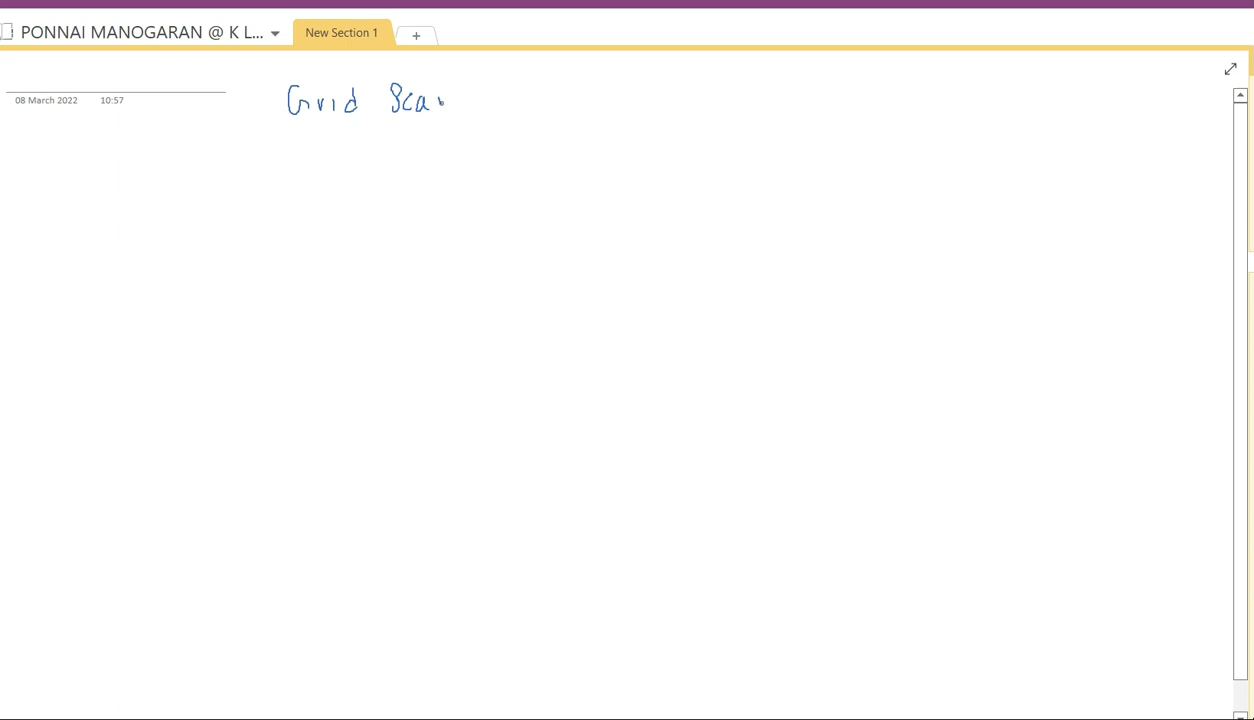 PONNAI MANOGARAN @ K L... New Section 1 +
08 March 2022 10:57
Grid